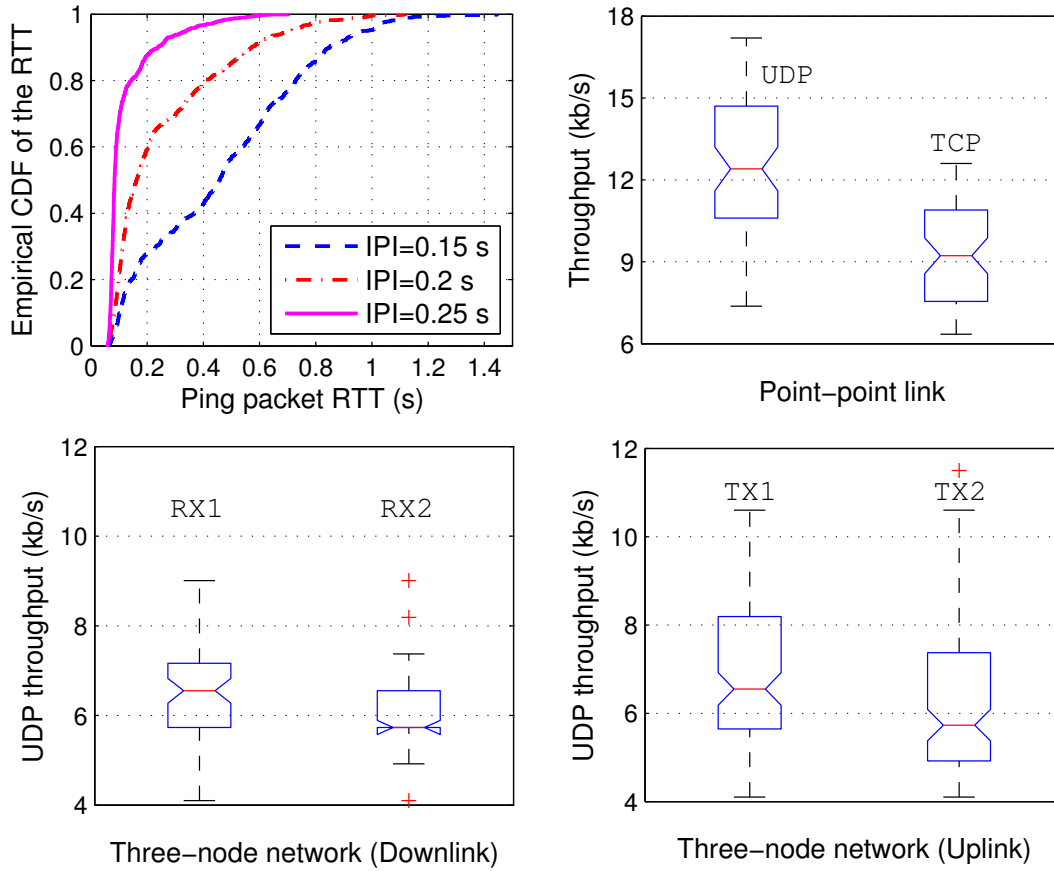 Empirical CDF of the RTT
1
0.8
0.6
0.4
0.2
0
0 0.2 0.4 0.6 0.8 1 1.2 1.4
Ping packet RTT (s)
IPI=0.15 s
IPI=0.2 s
IPI=0.25 s
Throughput (kb/s)
18
15
12
9
6
UDP
TCP
Point−point link
UDP throughput (kb/s)
12
10
8
6
4
RX1
RX2
Three−node network (Downlink)
UDP throughput (kb/s)
12
10
8
6
4
TX1
TX2
Three−node network (Uplink)